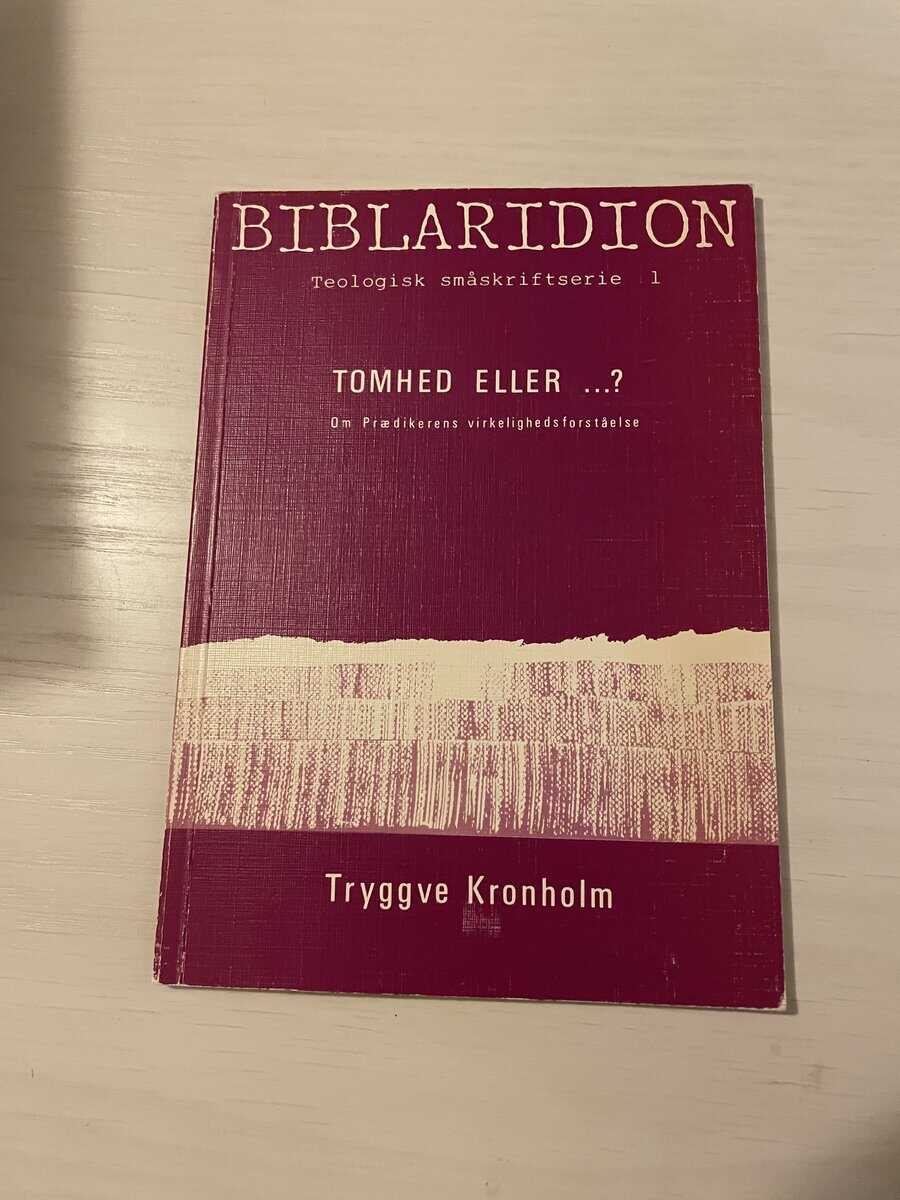 BIBLARIDION
Teologisk småskriftserie 1
TOMHED ELLER ...?
Om Prædikerens virkelighedsforståelse
Tryggve Kronholm